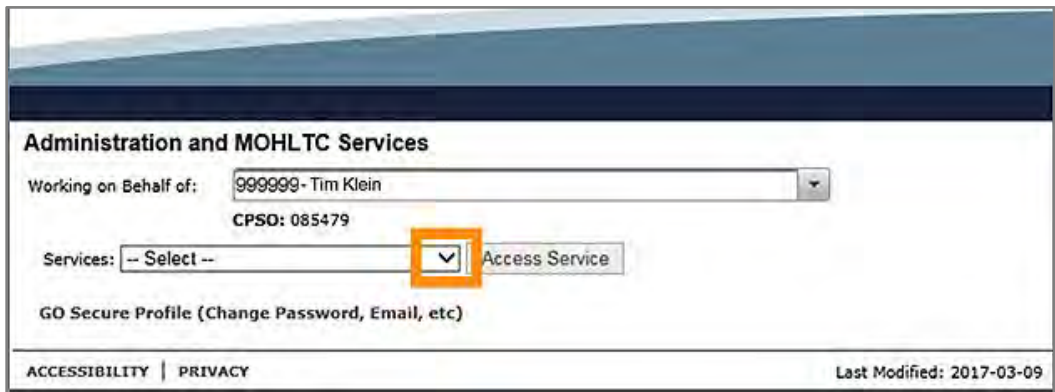 Administration and MOHLTC Services
Working on Behalf of: 999999- Tim Klein
CPSO: 085479
Services: -- Select -- Access Service
GO Secure Profile (Change Password, Email, etc)
ACCESSIBILITY | PRIVACY Last Modified: 2017-03-09